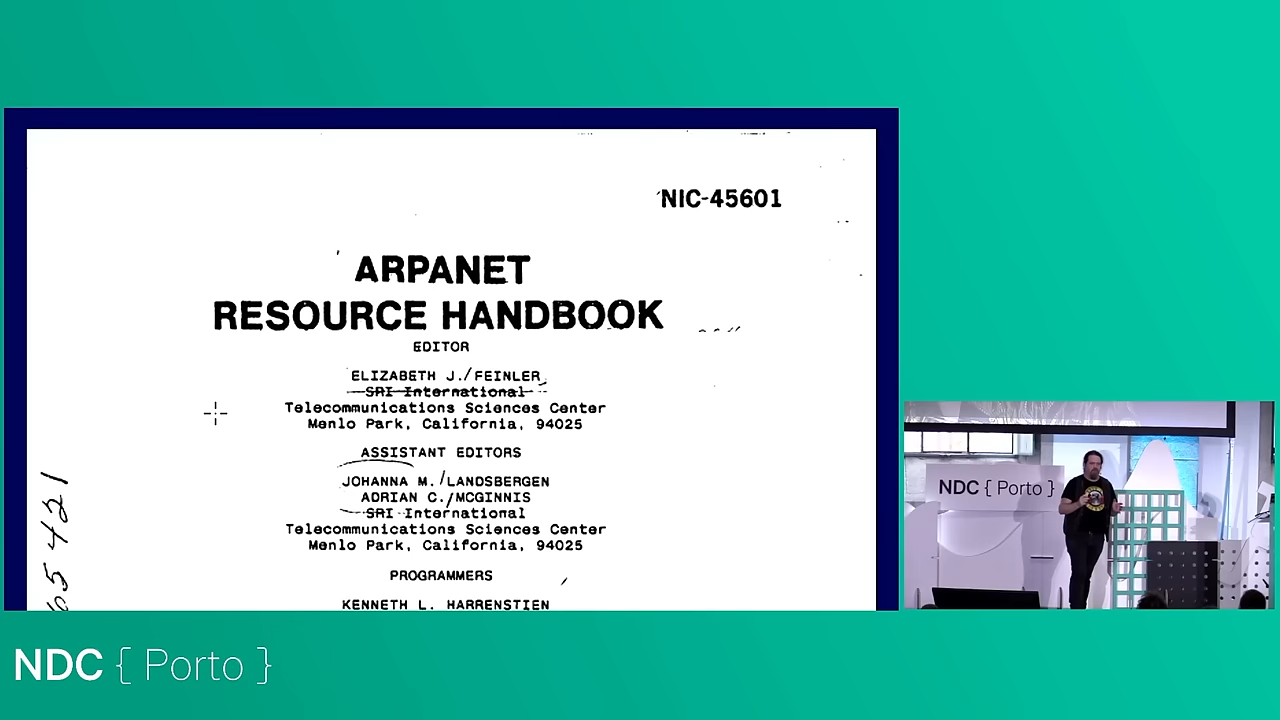 NIC-45601
ARPANET
RESOURCE HANDBOOK
EDITOR
ELIZABETH J. FEINLER
SRI International
Telecommunications Sciences Center
Menlo Park, California, 94025
ASSISTANT EDITORS
JOHANNA M. LANDSBERGEN
ADRIAN C. MCGINNIS
SRI International
Telecommunications Sciences Center
Menlo Park, California, 94025
PROGRAMMERS
KENNETH L. HARRENSTIEN
65421
NDC { Porto }
NDC { Porto }